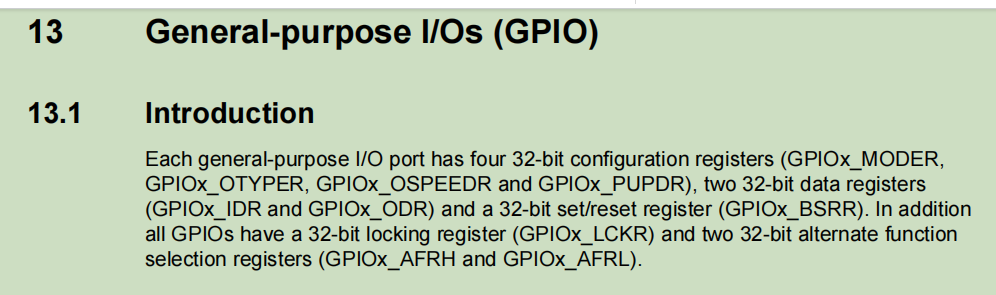 13 General-purpose I/Os (GPIO)
13.1 Introduction
Each general-purpose I/O port has four 32-bit configuration registers (GPIOx_MODER,
GPIOx_OTYPER, GPIOx_OSPEEDR and GPIOx_PUPDR), two 32-bit data registers
(GPIOx_IDR and GPIOx_ODR) and a 32-bit set/reset register (GPIOx_BSRR). In addition
all GPIOs have a 32-bit locking register (GPIOx_LCKR) and two 32-bit alternate function
selection registers (GPIOx_AFRH and GPIOx_AFRL).